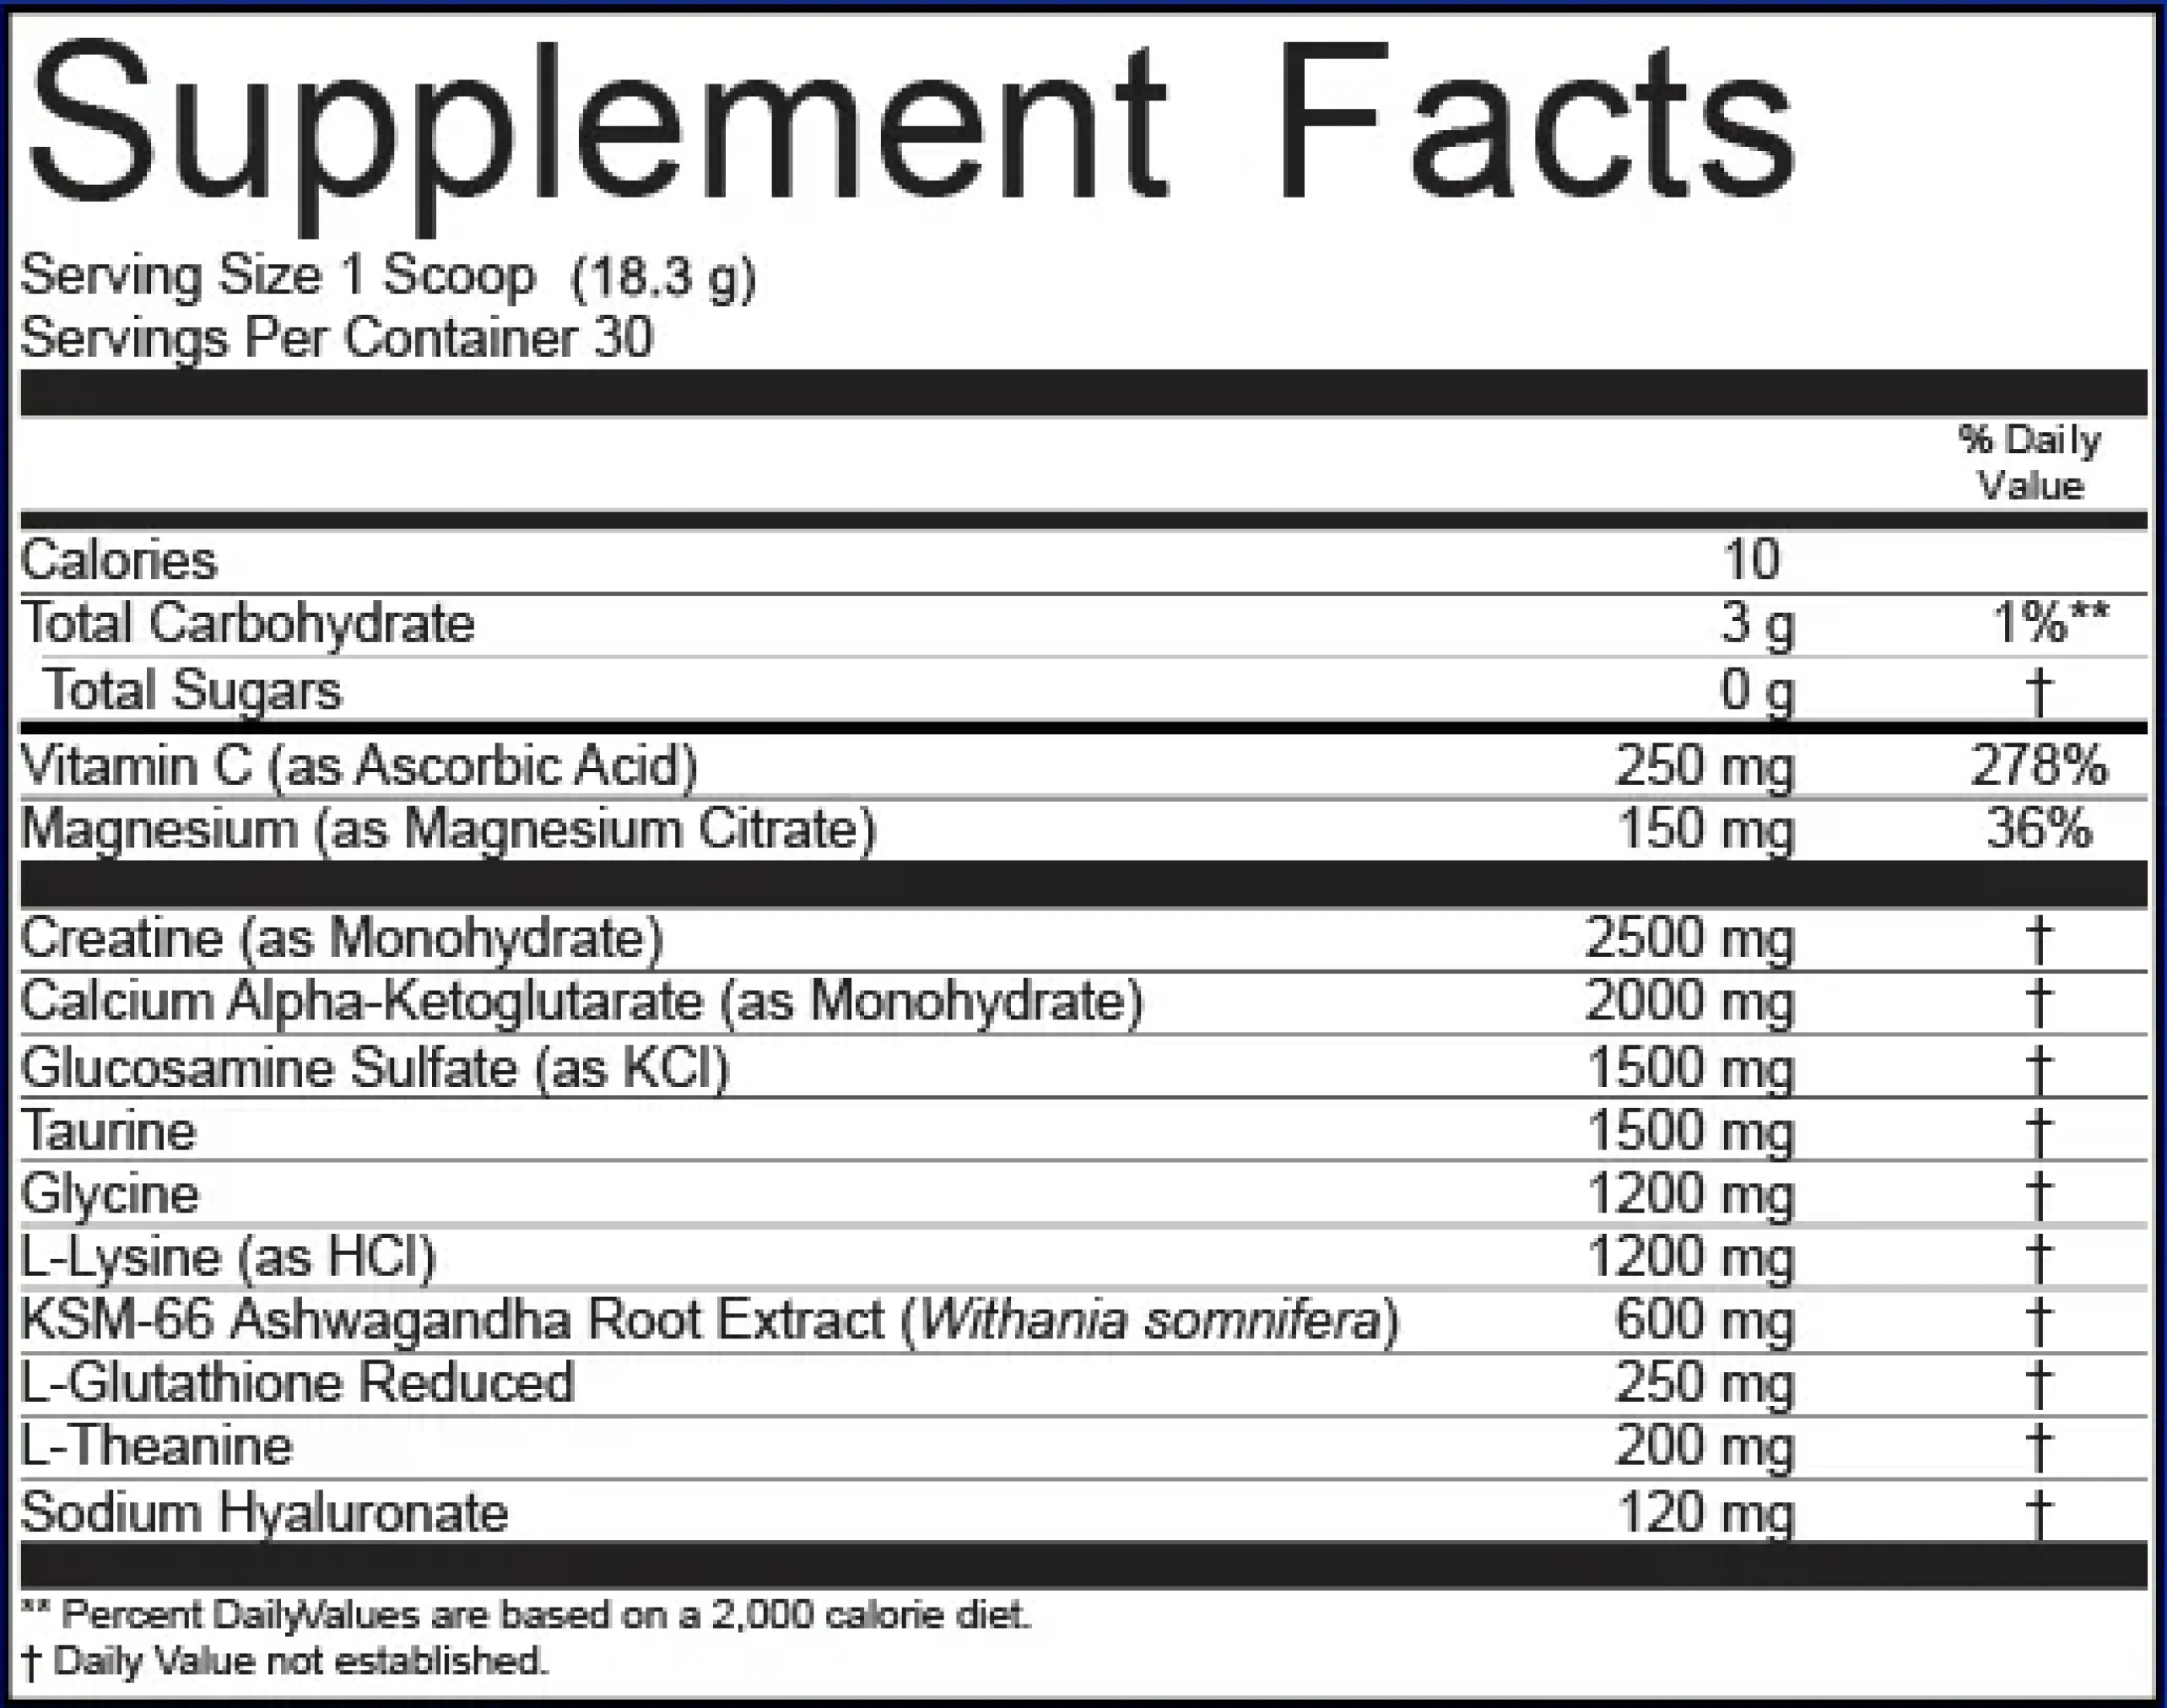 Supplement Facts
Serving Size 1 Scoop (18.3 g)
Servings Per Container 30
% Daily
Value
Calories 10
Total Carbohydrate 3 g 1%**
Total Sugars 0 g †
Vitamin C (as Ascorbic Acid) 250 mg 278%
Magnesium (as Magnesium Citrate) 150 mg 36%
Creatine (as Monohydrate) 2500 mg †
Calcium Alpha-Ketoglutarate (as Monohydrate) 2000 mg †
Glucosamine Sulfate (as KCl) 1500 mg †
Taurine 1500 mg †
Glycine 1200 mg †
L-Lysine (as HCl) 1200 mg †
KSM-66 Ashwagandha Root Extract (Withania somnifera) 600 mg †
L-Glutathione Reduced 250 mg †
L-Theanine 200 mg †
Sodium Hyaluronate 120 mg †
** Percent DailyValues are based on a 2,000 calorie diet.
† Daily Value not established.